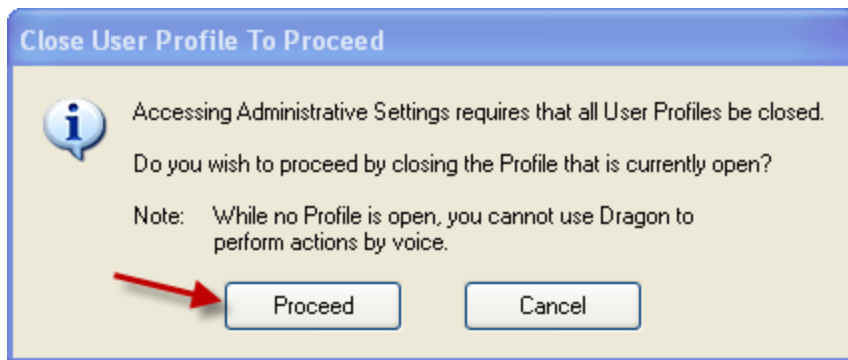 Close User Profile To Proceed
Accessing Administrative Settings requires that all User Profiles be closed.
Do you wish to proceed by closing the Profile that is currently open?
Note: While no Profile is open, you cannot use Dragon to
perform actions by voice.
Proceed Cancel